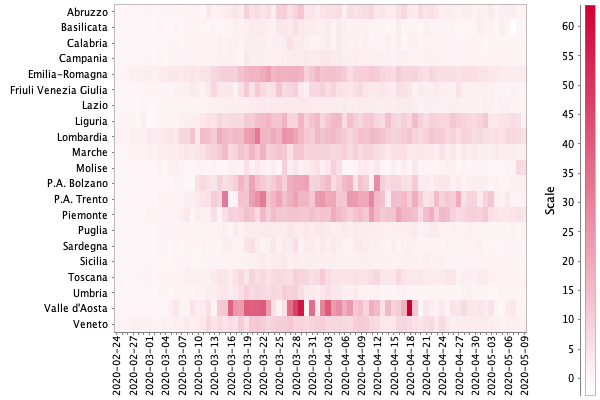 Abruzzo
Basilicata
Calabria
Campania
Emilia-Romagna
Friuli Venezia Giulia
Lazio
Liguria
Lombardia
Marche
Molise
P.A. Bolzano
P.A. Trento
Piemonte
Puglia
Sardegna
Sicilia
Toscana
Umbria
Valle d'Aosta
Veneto
2020-02-24
2020-02-27
2020-03-01
2020-03-04
2020-03-07
2020-03-10
2020-03-13
2020-03-16
2020-03-19
2020-03-22
2020-03-25
2020-03-28
2020-03-31
2020-04-03
2020-04-06
2020-04-09
2020-04-12
2020-04-15
2020-04-18
2020-04-21
2020-04-24
2020-04-27
2020-04-30
2020-05-03
2020-05-06
2020-05-09
Scale
60
55
50
45
40
35
30
25
20
15
10
5
0